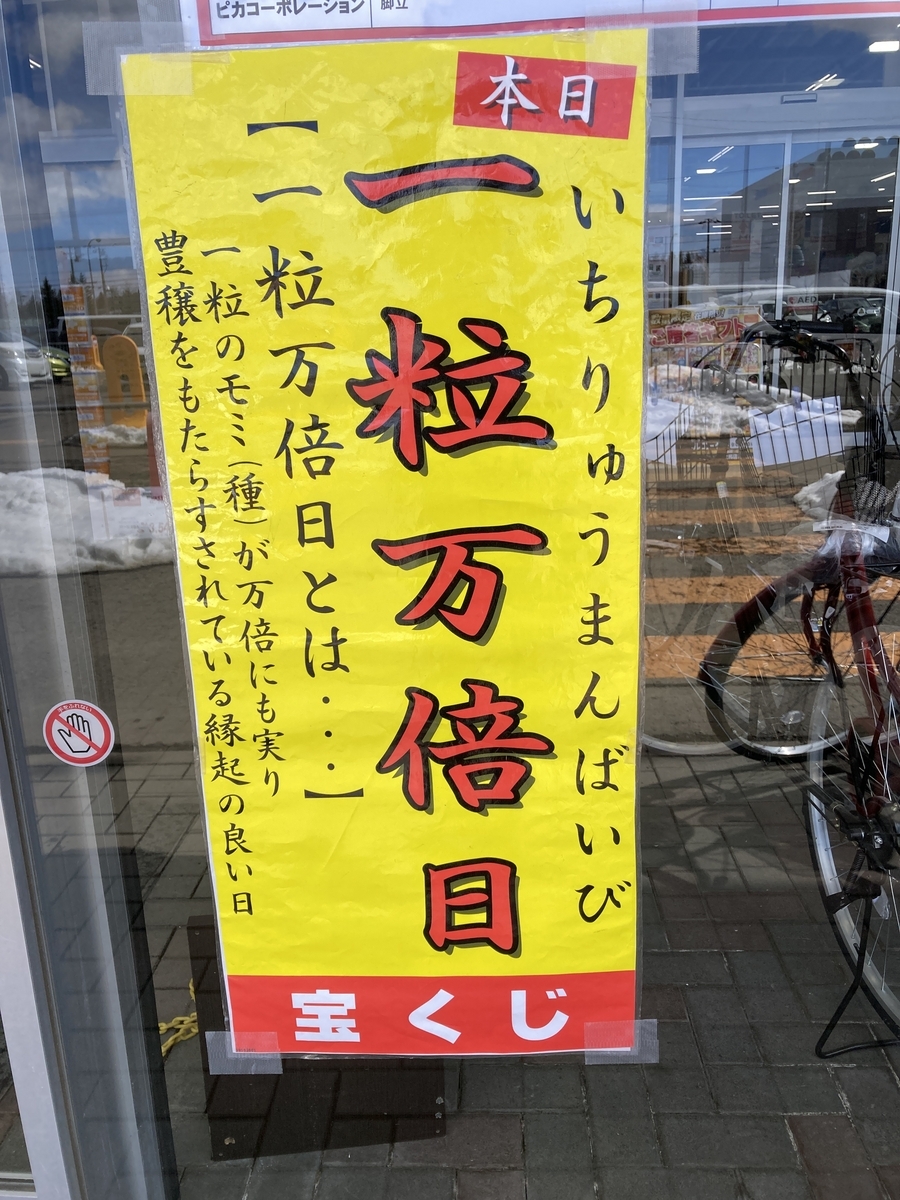 ピカコーポレーション
脚立
本日
いちりゅうまんばいび
一粒万倍日
【一粒万倍日とは・・・】
一粒のモミ（種）が万倍にも実り
豊穣をもたらすされている縁起の良い日
宝くじ
AED